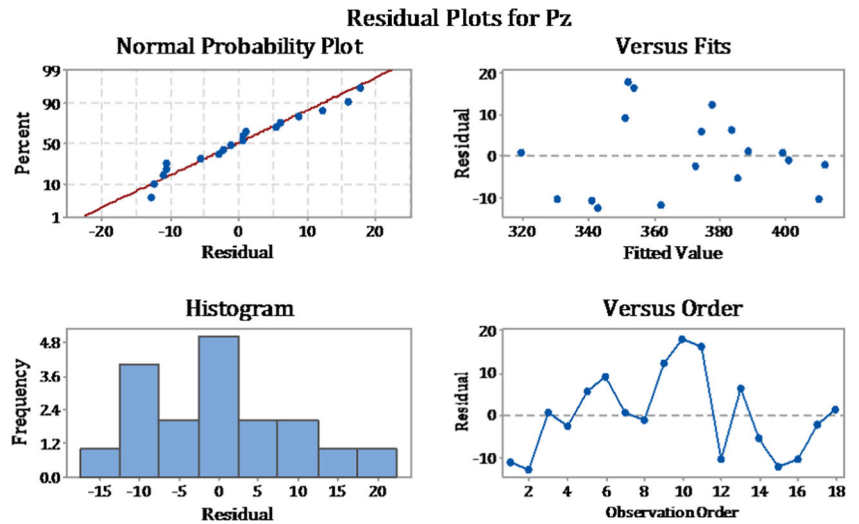 Residual Plots for Pz
Normal Probability Plot
99
90
50
10
1
Percent
-20 -10 0 10 20
Residual
Versus Fits
20
10
0
-10
Residual
320 340 360 380 400
Fitted Value
Histogram
4.8
3.6
2.4
1.2
0.0
Frequency
-15 -10 -5 0 5 10 15 20
Residual
Versus Order
20
10
0
-10
Residual
2 4 6 8 10 12 14 16 18
Observation Order